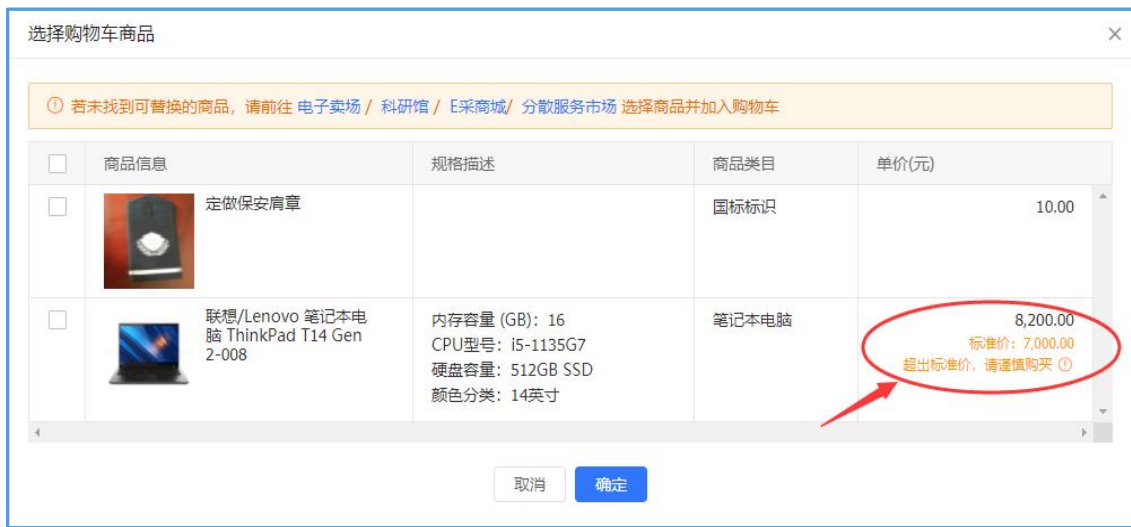 选择购物车商品
若未找到可替换的商品，请前往 电子卖场 / 科研馆 / E采商城/ 分散服务市场 选择商品并加入购物车
商品信息 规格描述 商品类目 单价(元)
定做保安肩章 国标标识 10.00
联想/Lenovo 笔记本电
脑 ThinkPad T14 Gen
2-008
内存容量 (GB)：16
CPU型号：i5-1135G7
硬盘容量：512GB SSD
颜色分类：14英寸
笔记本电脑
8,200.00
标准价：7,000.00
超出标准价，请谨慎购买
取消 确定